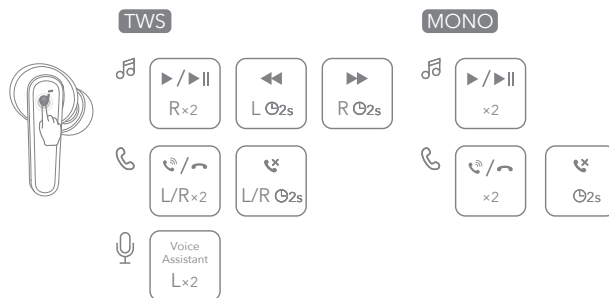 TWS
R×2
L 2s
R 2s
L/R×2
L/R 2s
Voice
Assistant
L×2
MONO
×2
×2
2s